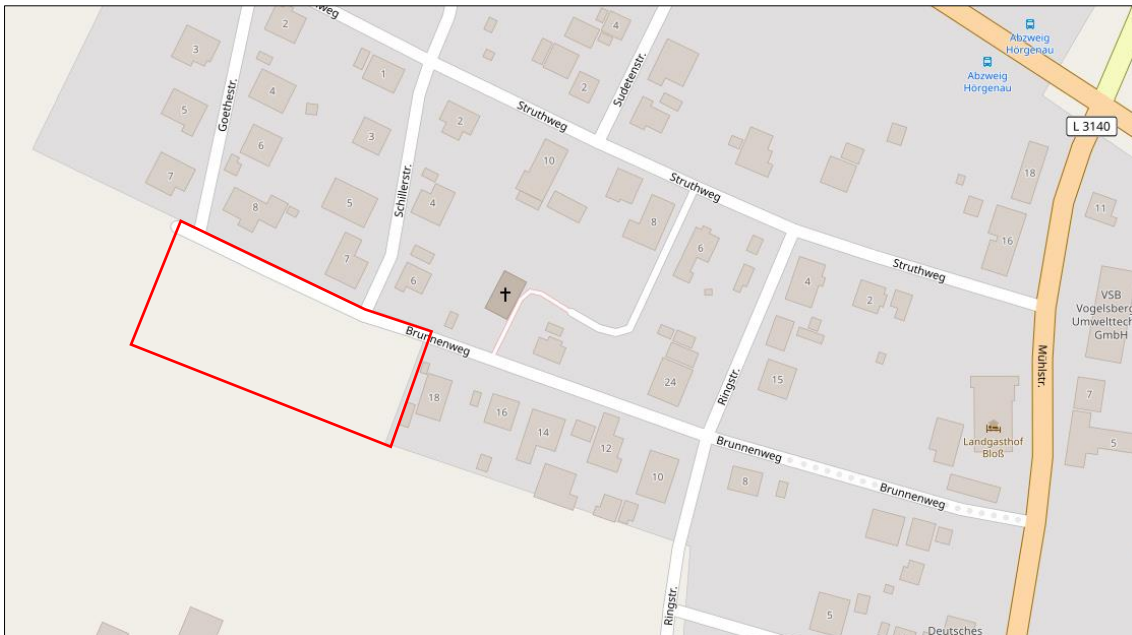 nweg
2
4
Abzweig
Hörgenau
3
1
Abzweig
Hörgenau
2
Sudetenstr.
4
5
Goethestr.
Struthweg
2
L 3140
3
6
10
18
7
Struthweg
Schillerstr.
5
4
8
11
8
16
6
7
Struthweg
6
4
2
VSB
Vogelsberg
Umwelttech
GmbH
Brunnenweg
Mühlstr.
24
15
Ringstr.
7
18
16
Landgasthof
Bloß
5
14
12
Brunnenweg
10
8
Brunnenweg
Ringstr.
5
Deutsches